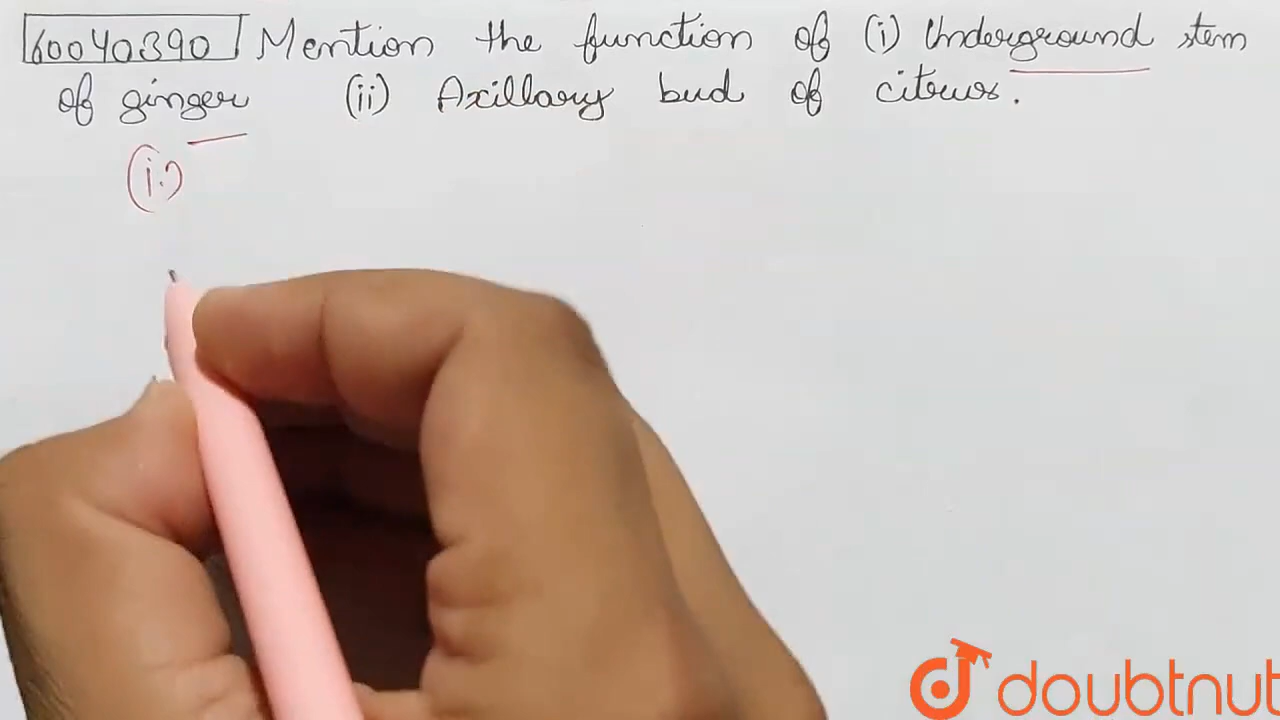 60040390 Mention the function of (i) Underground stem
of ginger (ii) Axillary bud of citrus.
(i.)
doubtnut